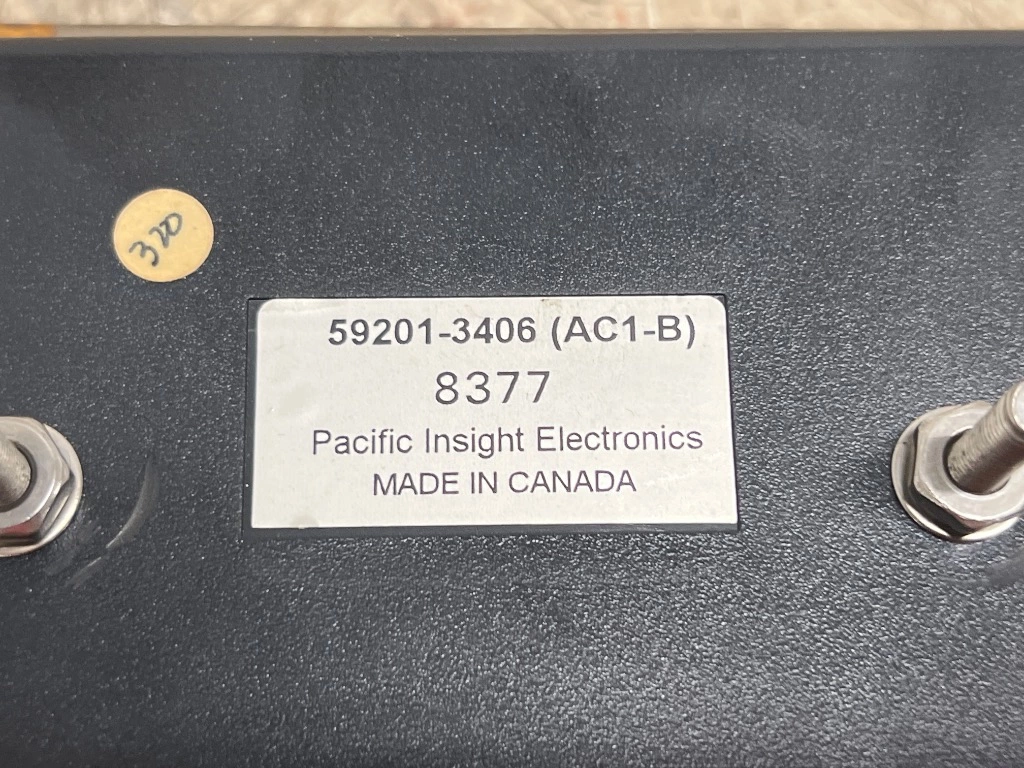 320
59201-3406 (AC1-B)
8377
Pacific Insight Electronics
MADE IN CANADA